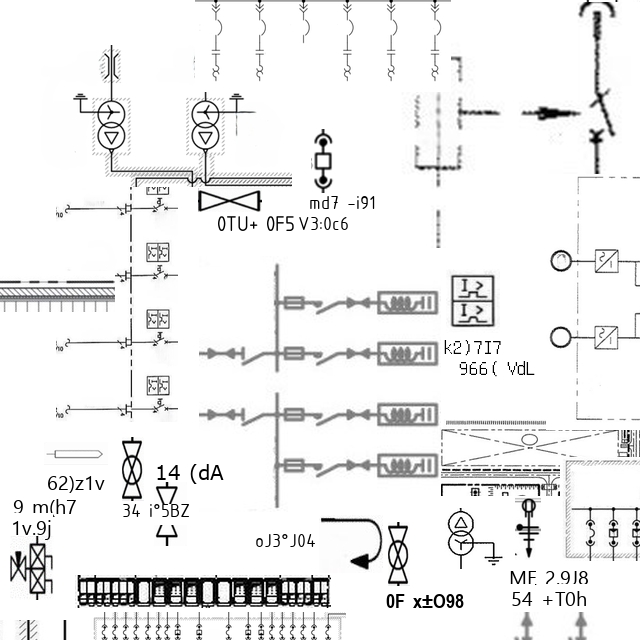 md7 -i91
0TU+ 0F5 V3:0c6
k2)7I7
966( VdL
14 (dA
62)z1v
9 m(h7
34 i°5BZ
1v,9j
oJ3°J04
MF, 2.9J8
0F x±O98
54 +T0h